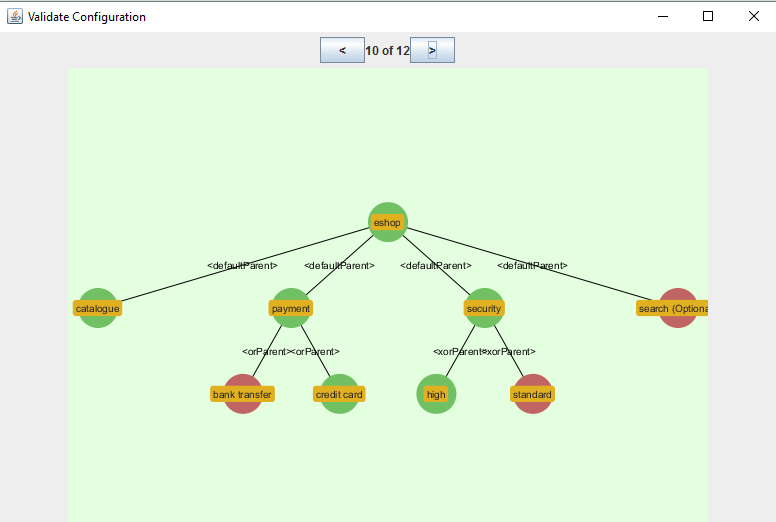 Validate Configuration
< 10 of 12 >
eshop
<defaultParent> <defaultParent> <defaultParent> <defaultParent>
catalogue payment security search (Optiona
<orParent> <orParent> <xorParent> <xorParent>
bank transfer credit card high standard